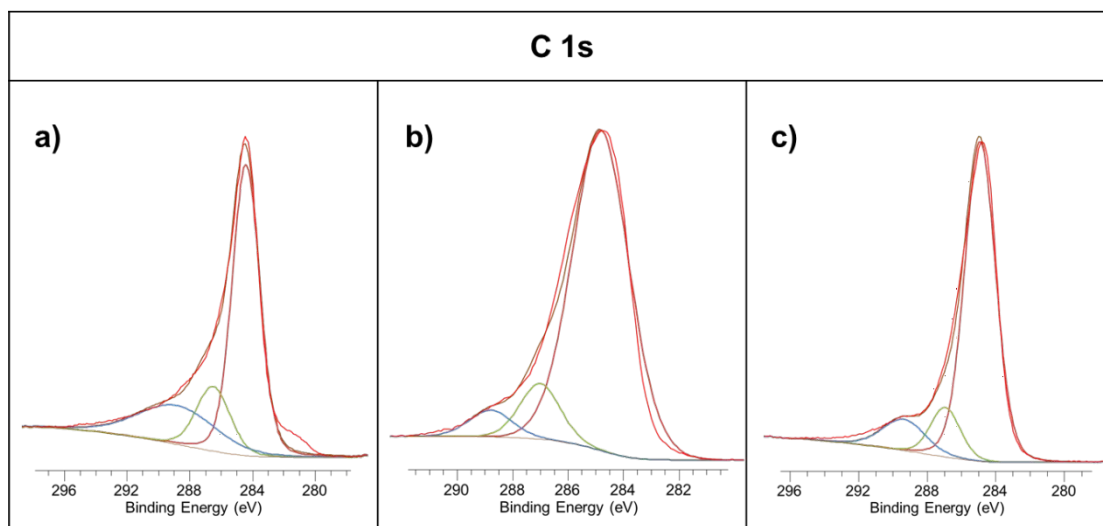 C 1s
a)
b)
c)
296 292 288 284 280
Binding Energy (eV)
290 288 286 284 282
Binding Energy (eV)
296 292 288 284 280
Binding Energy (eV)